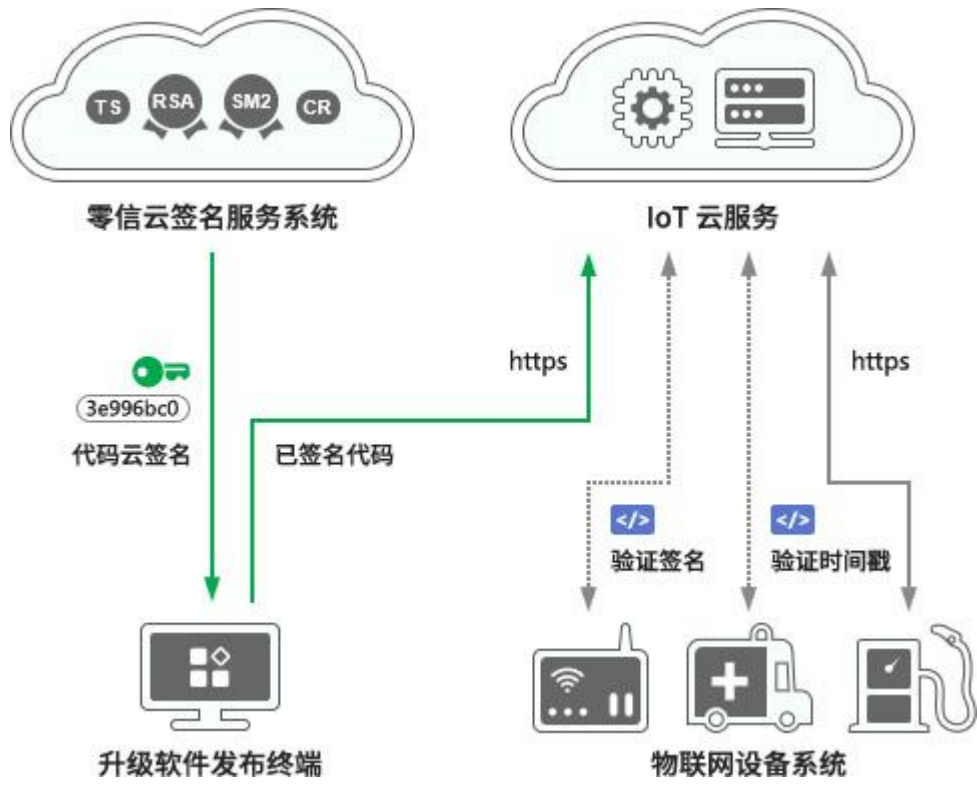 TS RSA SM2 CR
零信云签名服务系统
IoT 云服务
https
https
3e996bc0
代码云签名
已签名代码
</>
验证签名
</>
验证时间戳
升级软件发布终端
物联网设备系统